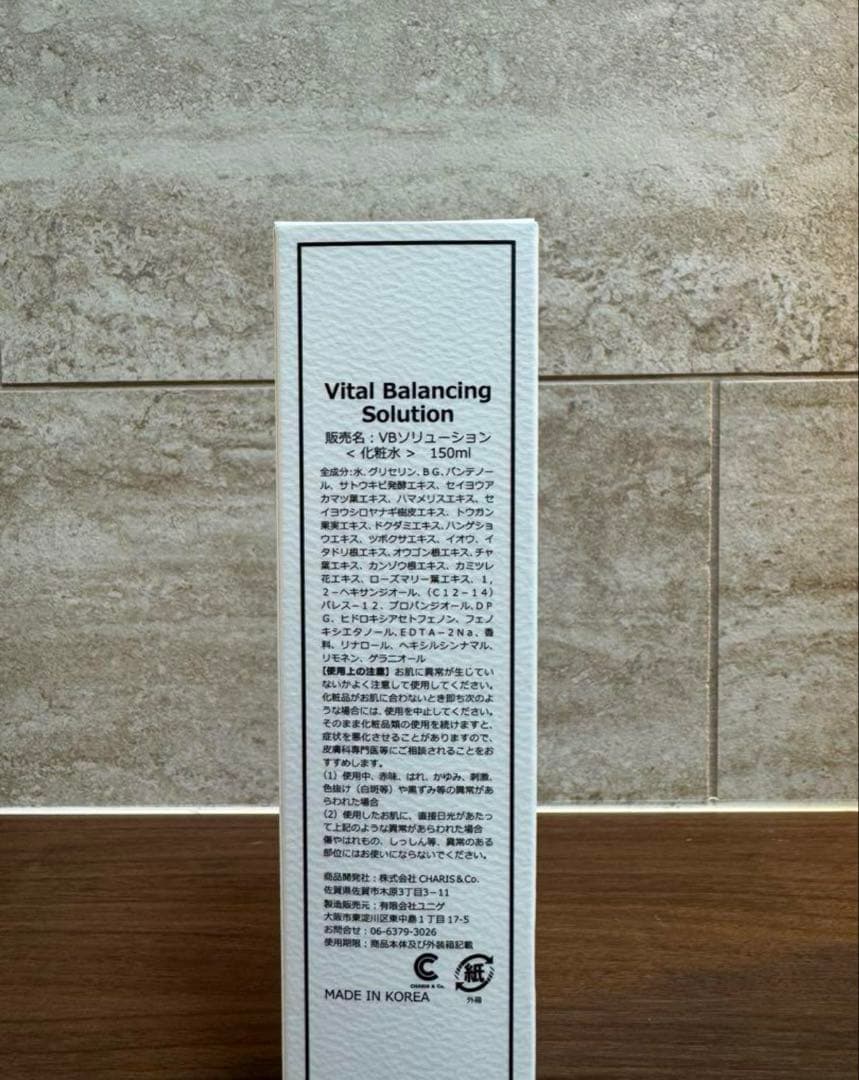 Vital Balancing
Solution
販売名：VBソリューション
＜化粧水＞　150ml
全成分:水、グリセリン、BG、パンテノー
ル、サトウキビ発酵エキス、セイヨウア
カマツ葉エキス、ハマメリスエキス、セ
イヨウシロヤナギ樹皮エキス、トウガン
果実エキス、ドクダミエキス、ハンゲショ
ウエキス、ツボクサエキス、イオウ、イ
タドリ根エキス、オウゴン根エキス、チャ
葉エキス、カンゾウ根エキス、カミツレ
花エキス、ローズマリー葉エキス、1,
2－ヘキサンジオール、(C12－14)
パレス－12、プロパンジオール、DP
G、ヒドロキシアセトフェノン、フェノ
キシエタノール、EDTA－2Na、香
料、リナロール、ヘキシルシンナマル、
リモネン、ゲラニオール
【使用上の注意】お肌に異常が生じてい
ないかよく注意して使用してください。
化粧品がお肌に合わないとき即ち次のよ
うな場合には、使用を中止してください。
そのまま化粧品類の使用を続けますと、
症状を悪化させることがありますので、
皮膚科専門医等にご相談されることをお
すすめします。
(1) 使用中、赤味、はれ、かゆみ、刺激、
色抜け（白斑等）や黒ずみ等の異常があ
らわれた場合
(2) 使用したお肌に、直接日光があたっ
て上記のような異常があらわれた場合
傷やはれもの、しっしん等、異常のある
部位にはお使いにならないでください。
商品開発社：株式会社 CHARIS＆Co.
佐賀県佐賀市木原3丁目3－11
製造販売元：有限会社ユニゲ
大阪市東淀川区東中島1丁目17-5
お問合せ：06-6379-3026
使用期限：商品本体及び外装箱記載
CHARIS & Co.
紙
外箱
MADE IN KOREA